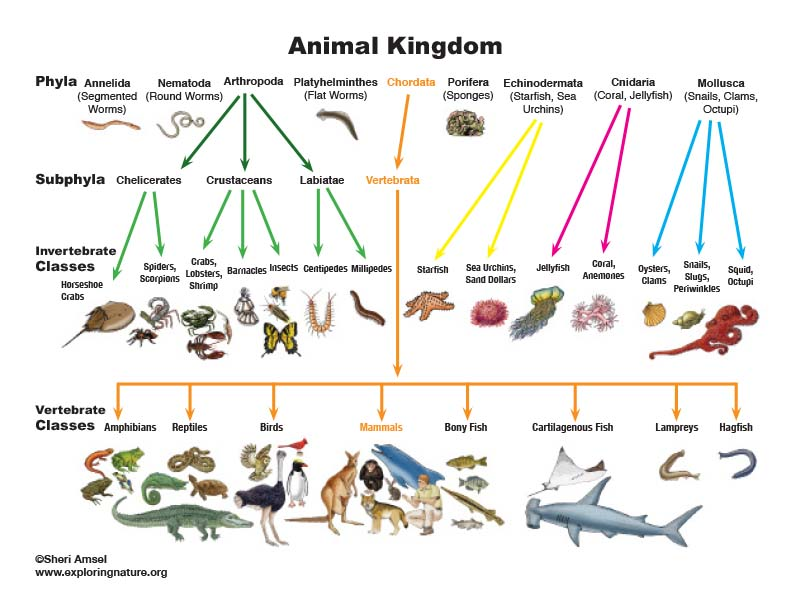 Animal Kingdom
Phyla
Annelida
(Segmented
Worms)
Nematoda
(Round Worms)
Arthropoda
Platyhelminthes
(Flat Worms)
Chordata
Porifera
(Sponges)
Echinodermata
(Starfish, Sea
Urchins)
Cnidaria
(Coral, Jellyfish)
Mollusca
(Snails, Clams,
Octupi)
Subphyla
Chelicerates
Crustaceans
Labiatae
Vertebrata
Invertebrate
Classes
Horseshoe
Crabs
Spiders,
Scorpions
Crabs,
Lobsters,
Shrimp
Barnacles
Insects
Centipedes
Millipedes
Starfish
Sea Urchins,
Sand Dollars
Jellyfish
Coral,
Anemones
Oysters,
Clams
Snails,
Slugs,
Periwinkles
Squid,
Octupi
Vertebrate
Classes
Amphibians
Reptiles
Birds
Mammals
Bony Fish
Cartilagenous Fish
Lampreys
Hagfish
©Sheri Amsel
www.exploringnature.org